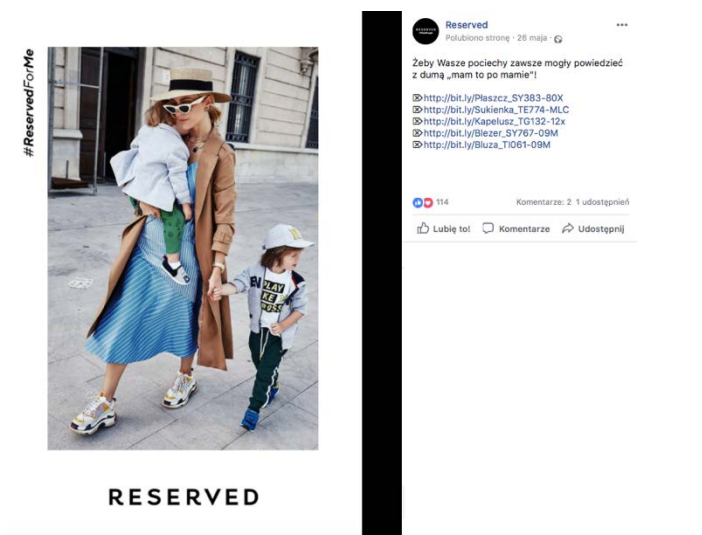 #ReservedForMe
RESERVED
Reserved
Polubiono stronę · 26 maja ·
Żeby Wasze pociechy zawsze mogły powiedzieć
z dumą „mam to po mamie”!
http://bit.ly/Płaszcz_SY383-80X
http://bit.ly/Sukienka_TE774-MLC
http://bit.ly/Kapelusz_TG132-12x
http://bit.ly/Blezer_SY767-09M
http://bit.ly/Bluza_TI061-09M
114
Komentarze: 2 1 udostępnień
Lubię to!
Komentarze
Udostępnij